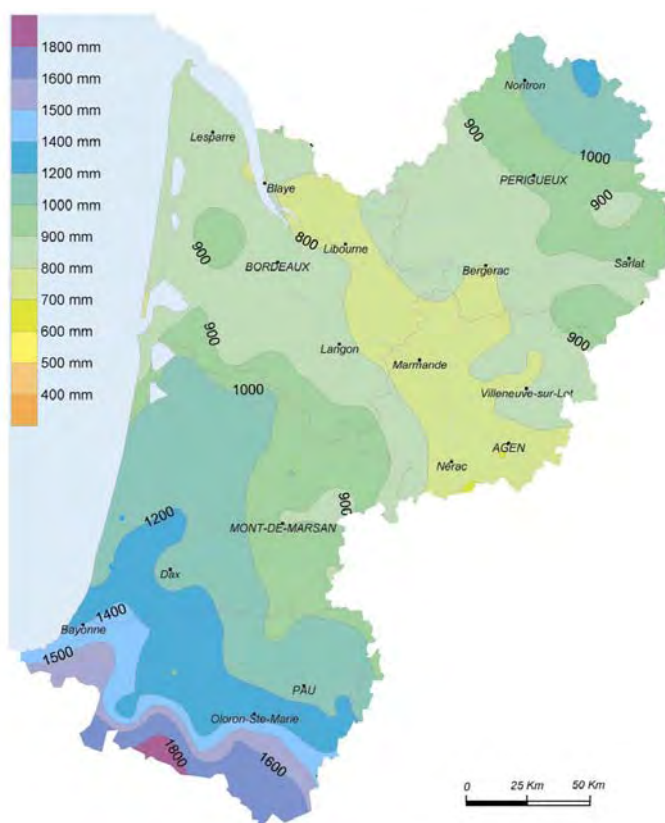 1800 mm
1600 mm
1500 mm
1400 mm
1200 mm
1000 mm
900 mm
800 mm
700 mm
600 mm
500 mm
400 mm
Nontron
Lesparre
900
1000
Blaye
PERIGUEUX
900
800
Libourne
900
BORDEAUX
Bergerac
Sarlat
900
Langon
900
Marmande
1000
Villeneuve-sur-Lot
AGEN
Nérac
900
1200
MONT-DE-MARSAN
Dax
1400
Bayonne
1500
PAU
Oloron-Ste-Marie
1800
1600
0 25 Km 50 Km